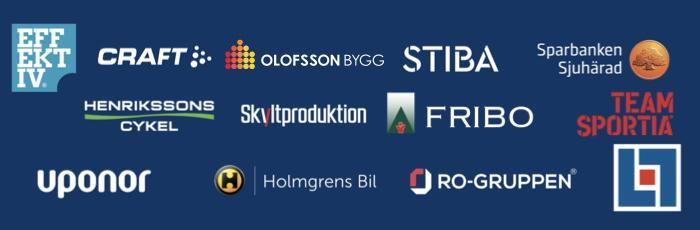 EFF
EKT
IV®
CRAFT
OLOFSSON BYGG
STIBA
Sparbanken
Sjuhärad
HENRIKSSONS
CYKEL
Skyltproduktion
FRIBO
TEAM
SPORTIA
uponor
H
Holmgrens Bil
RO-GRUPPEN®